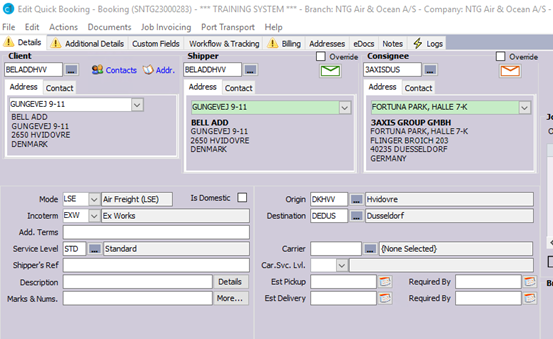 Edit Quick Booking - Booking (SNTG23000283) - *** TRAINING SYSTEM *** - Branch: NTG Air & Ocean A/S - Company: NTG Air & Ocean A/S -
File Edit Actions Documents Job Invoicing Port Transport Help
Details Additional Details Custom Fields Workflow & Tracking Billing Addresses eDocs Notes Logs
Client Shipper Override Consignee Override
BELADDHVV ... Contacts Addr. BELADDHVV ... 3AXISDUS ...
Address Contact Address Contact Address Contact
GUNGEVEJ 9-11 GUNGEVEJ 9-11 FORTUNA PARK, HALLE 7-K
BELL ADD BELL ADD 3AXIS GROUP GMBH
GUNGEVEJ 9-11 GUNGEVEJ 9-11 FORTUNA PARK, HALLE 7-K
2650 HVIDOVRE 2650 HVIDOVRE FLINGER BROICH 203
DENMARK DENMARK 40235 DUESSELDORF
GERMANY
Mode LSE Air Freight (LSE) Is Domestic Origin DKHVV ... Hvidovre
Incoterm EXW Ex Works Destination DEDUS ... Dusseldorf
Add. Terms
Service Level STD ... Standard Carrier ... {None Selected}
Shipper's Ref Car.Svc. Lvl.
Description Details Est Pickup Required By
Marks & Nums. More... Est Delivery Required By